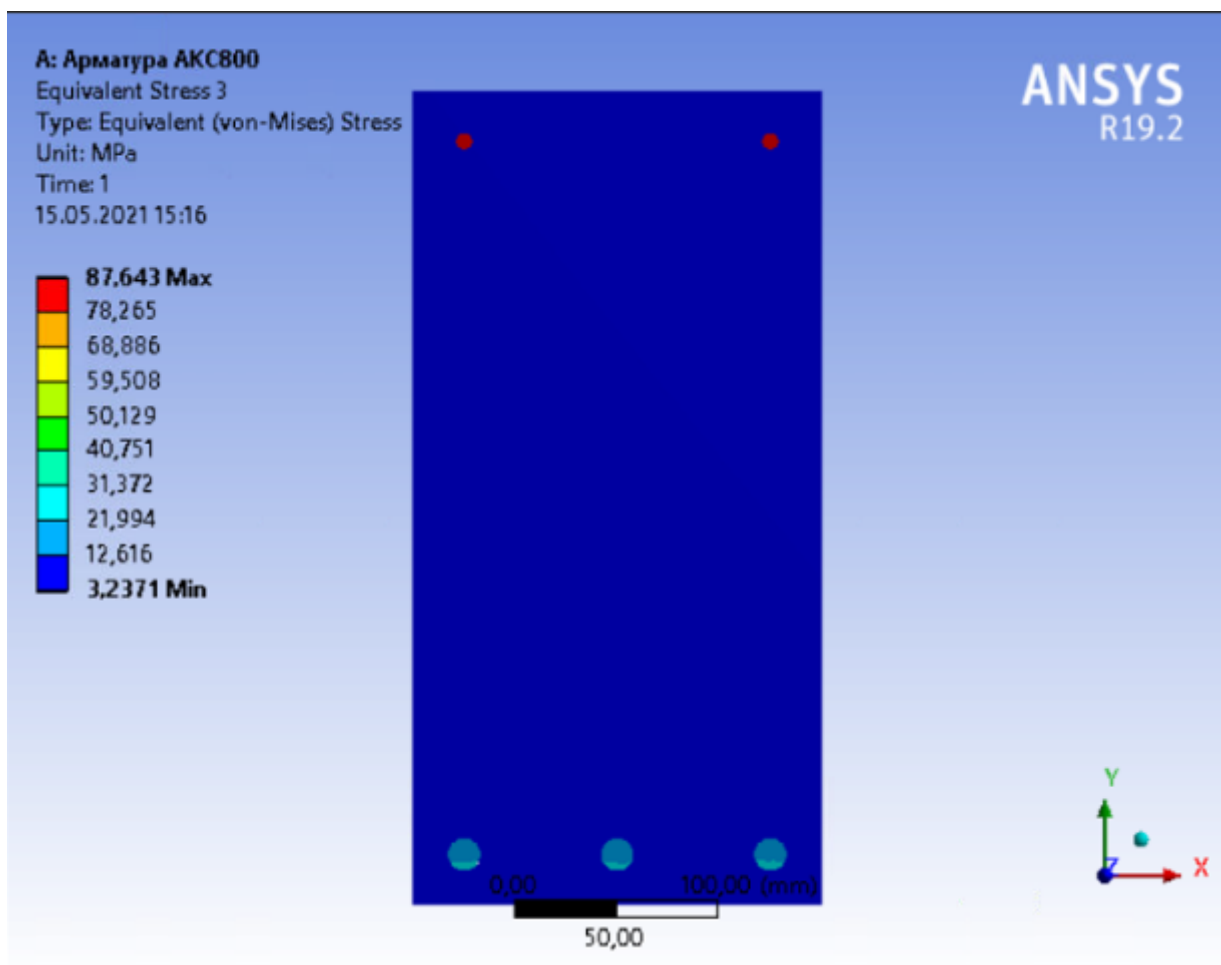 A: Арматура АКС800
Equivalent Stress 3
Type: Equivalent (von-Mises) Stress
Unit: MPa
Time: 1
15.05.2021 15:16
ANSYS
R19.2
87,643 Max
78,265
68,886
59,508
50,129
40,751
31,372
21,994
12,616
3,2371 Min
0,00
100,00 (mm)
50,00
Y
Z
X